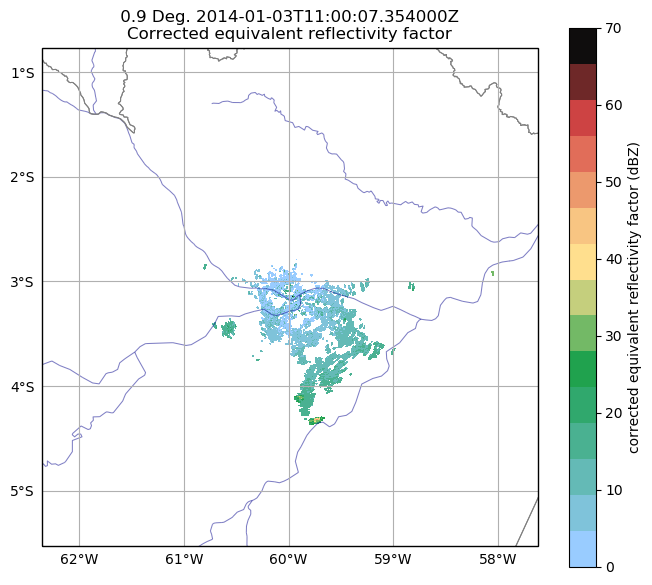 0.9 Deg. 2014-01-03T11:00:07.354000Z
Corrected equivalent reflectivity factor
1°S
2°S
3°S
4°S
5°S
62°W
61°W
60°W
59°W
58°W
70
60
50
40
30
20
10
0
corrected equivalent reflectivity factor (dBZ)